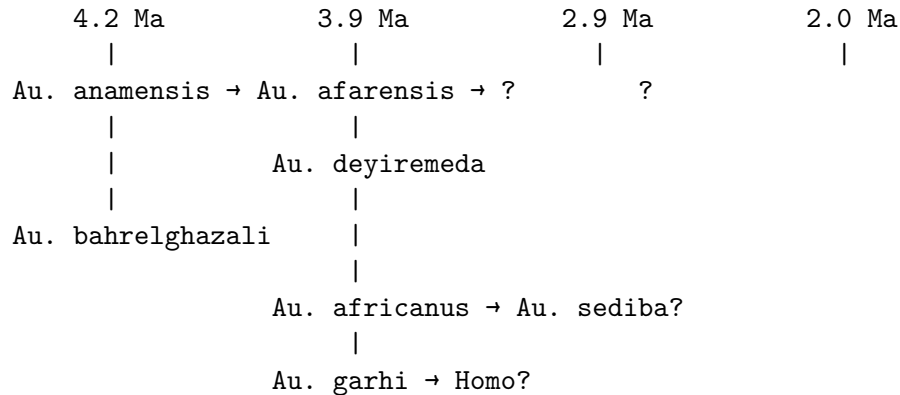 4.2 Ma 3.9 Ma 2.9 Ma 2.0 Ma
Au. anamensis → Au. afarensis → ? ?
Au. deyiremeda
Au. bahrelghazali
Au. africanus → Au. sediba?
Au. garhi → Homo?